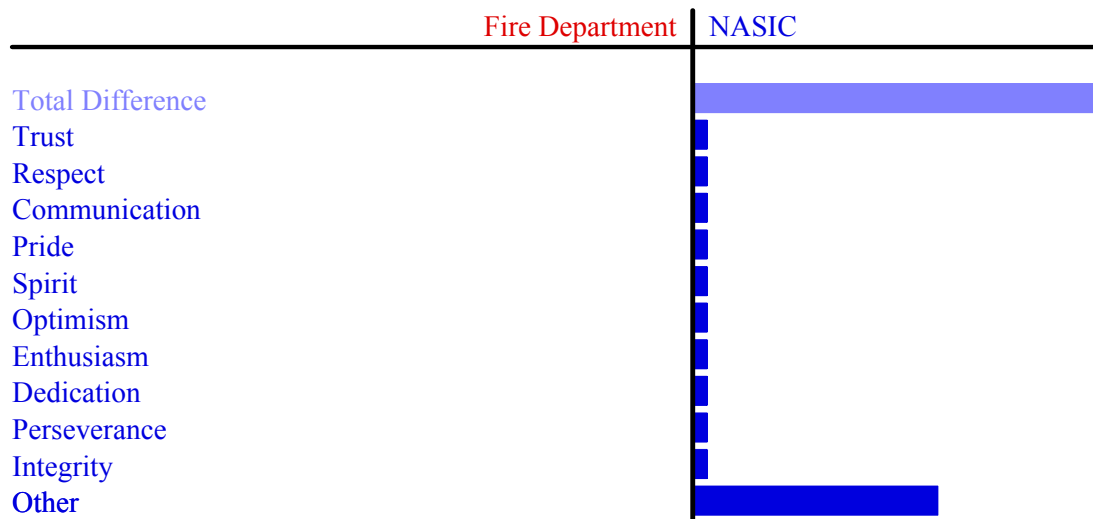 Fire Department NASIC
Total Difference
Trust
Respect
Communication
Pride
Spirit
Optimism
Enthusiasm
Dedication
Perseverance
Integrity
Other